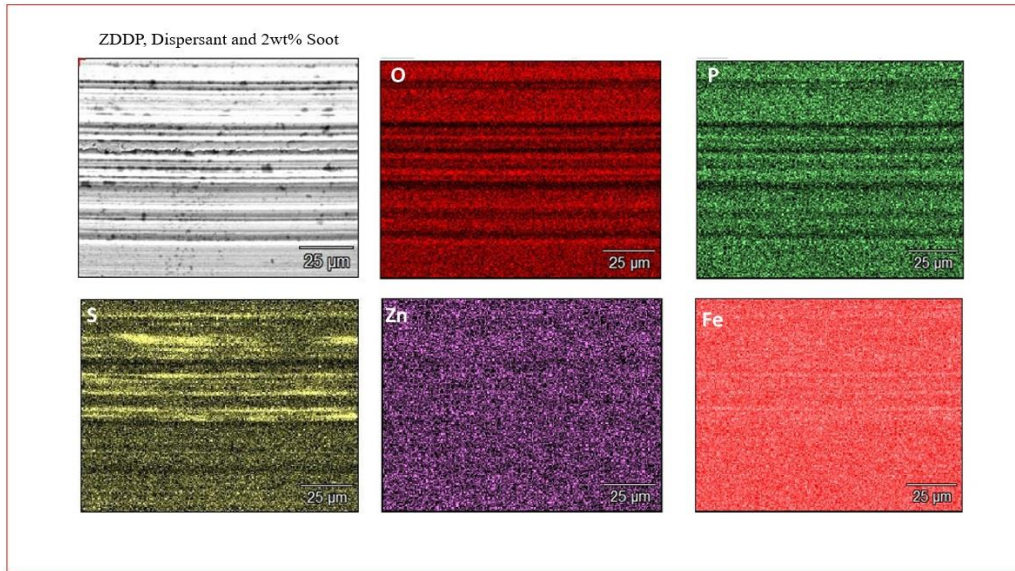 ZDDP, Dispersant and 2wt% Soot
O
P
25 µm
25 µm
25 µm
S
Zn
Fe
25 µm
25 µm
25 µm